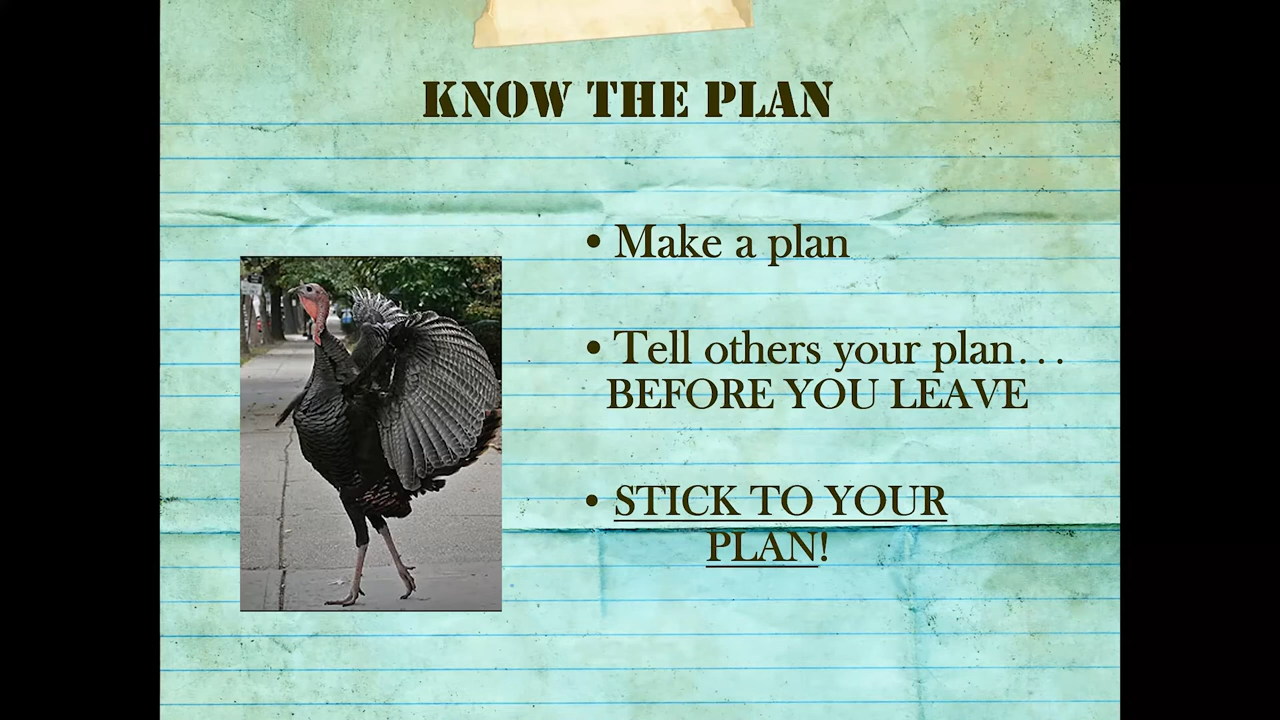 KNOW THE PLAN
• Make a plan
• Tell others your plan…
BEFORE YOU LEAVE
• STICK TO YOUR
PLAN!